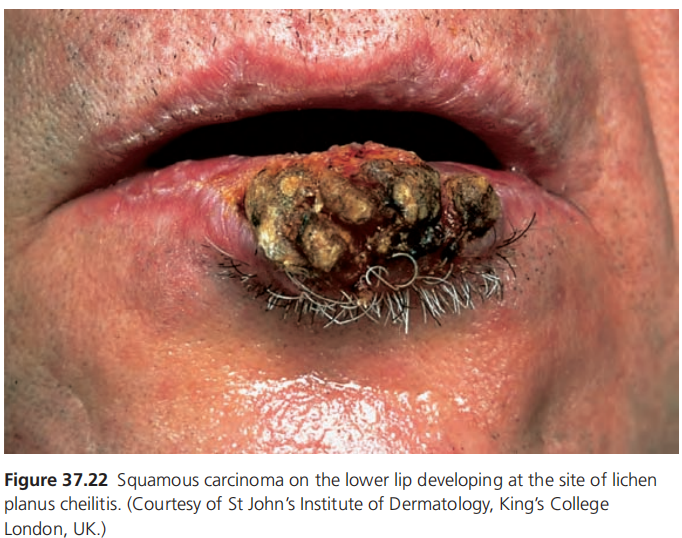 Figure 37.22 Squamous carcinoma on the lower lip developing at the site of lichen
planus cheilitis. (Courtesy of St John’s Institute of Dermatology, King’s College
London, UK.)